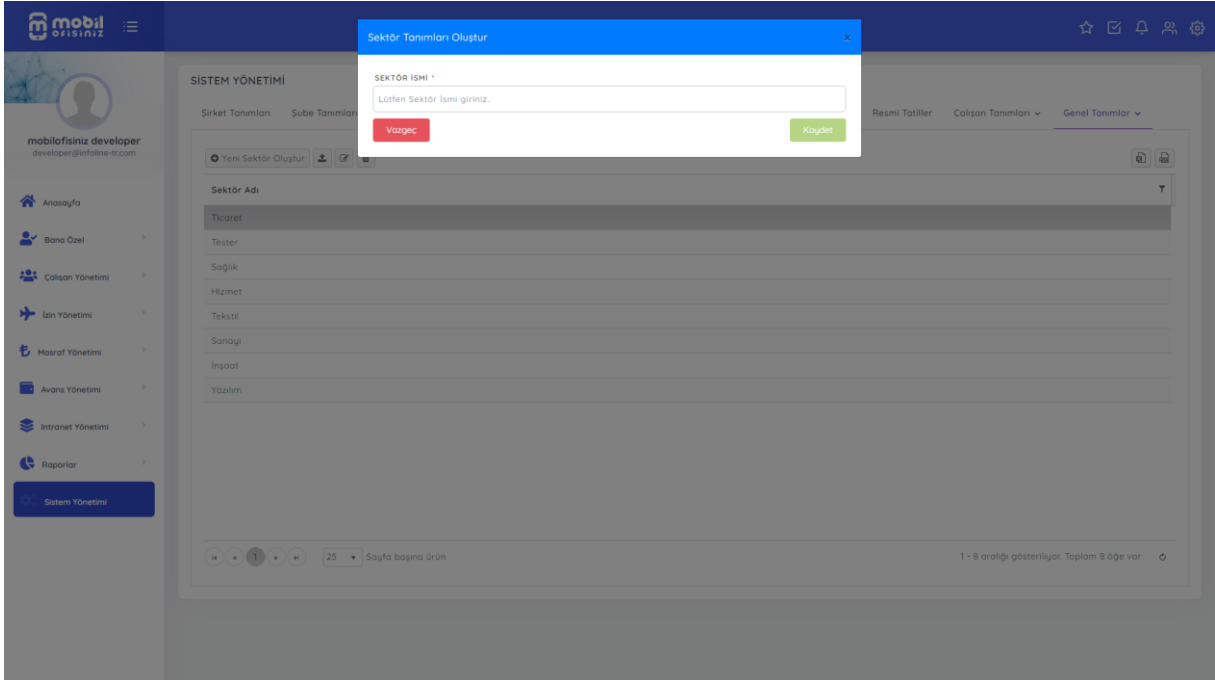 mobil
ofisiniz
Sektör Tanımları Oluştur
×
SEKTÖR İSMİ *
Lütfen Sektör İsmi giriniz..
Vazgeç
Kaydet
mobilofisiniz developer
developer@infoline-tr.com
Anasayfa
Bana Özel
Çalışan Yönetimi
İzin Yönetimi
Masraf Yönetimi
Avans Yönetimi
Intranet Yönetimi
Raporlar
Sistem Yönetimi
SİSTEM YÖNETİMİ
Şirket Tanımları Şube Tanımları Resmi Tatiller Çalışan Tanımları Genel Tanımlar
Yeni Sektör Oluştur
Sektör Adı
Ticaret
Tester
Sağlık
Hizmet
Tekstil
Sanayi
İnşaat
Yazılım
1 25 Sayfa başına ürün 1 - 8 aralığı gösteriliyor. Toplam 8 öğe var